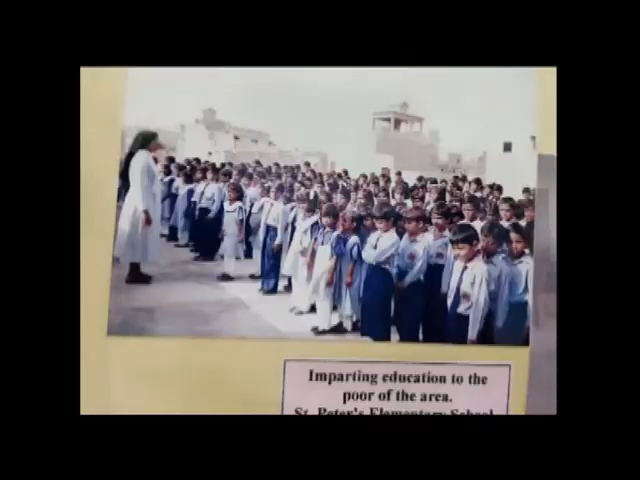 Imparting education to the
poor of the area.
St. Peter's Elementary School